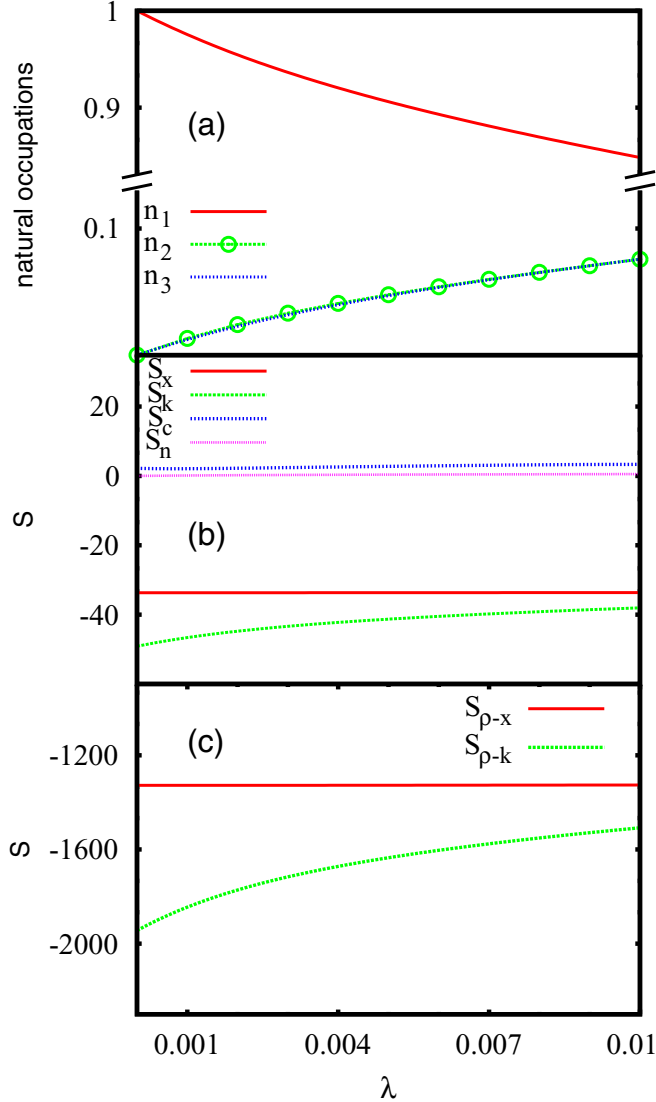 1
0.9
(a)
natural occupations
0.1
n1
n2
n3
Sx
Sk
Sc
Sn
20
0
-20
-40
S
(b)
(c)
Sρ-x
Sρ-k
-1200
-1600
-2000
S
0.001
0.004
0.007
0.01
λ